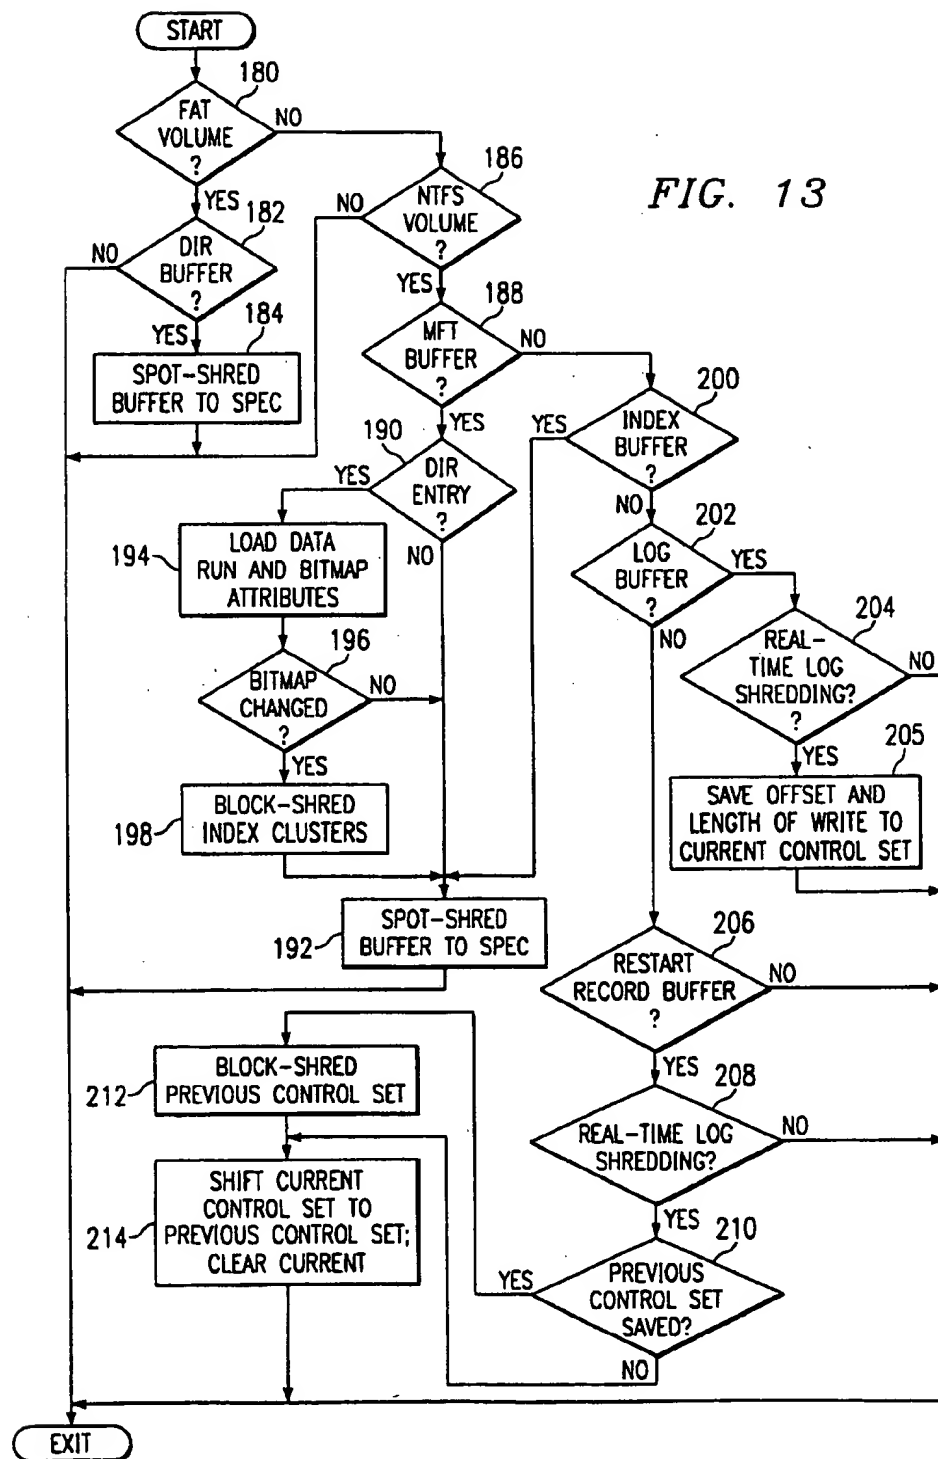 START
180
FAT
VOLUME
?
NO
YES
186
NTFS
VOLUME
?
NO
YES
FIG. 13
182
DIR
BUFFER
?
NO
YES
184
SPOT-SHRED
BUFFER TO SPEC
188
MFT
BUFFER
?
NO
YES
200
INDEX
BUFFER
?
YES
NO
190
DIR
ENTRY
?
YES
NO
194
LOAD DATA
RUN AND BITMAP
ATTRIBUTES
202
LOG
BUFFER
?
YES
NO
204
REAL-
TIME LOG
SHREDDING?
?
NO
YES
196
BITMAP
CHANGED
?
NO
YES
205
SAVE OFFSET AND
LENGTH OF WRITE TO
CURRENT CONTROL SET
198
BLOCK-SHRED
INDEX CLUSTERS
192
SPOT-SHRED
BUFFER TO SPEC
206
RESTART
RECORD BUFFER
?
NO
YES
212
BLOCK-SHRED
PREVIOUS CONTROL SET
208
REAL-TIME LOG
SHREDDING?
NO
YES
214
SHIFT CURRENT
CONTROL SET TO
PREVIOUS CONTROL SET;
CLEAR CURRENT
210
PREVIOUS
CONTROL SET
SAVED?
YES
NO
EXIT